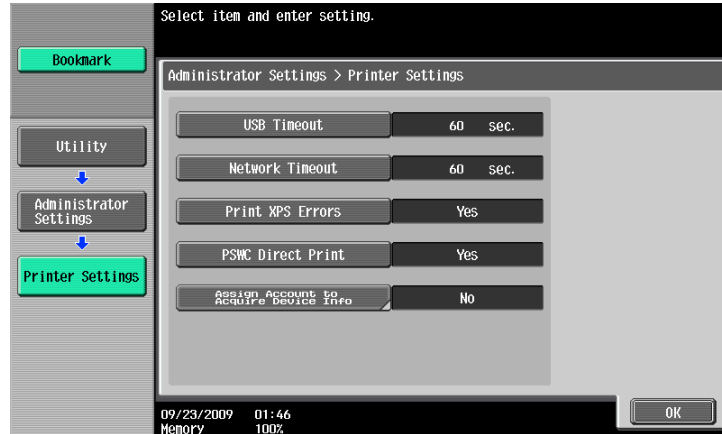 Select item and enter setting.
Bookmark
Administrator Settings > Printer Settings
USB Timeout 60 sec.
Utility
Network Timeout 60 sec.
Administrator
Settings
Print XPS Errors Yes
PSWC Direct Print Yes
Printer Settings
Assign Account to
Acquire Device Info
No
OK
09/23/2009 01:46
Memory 100%